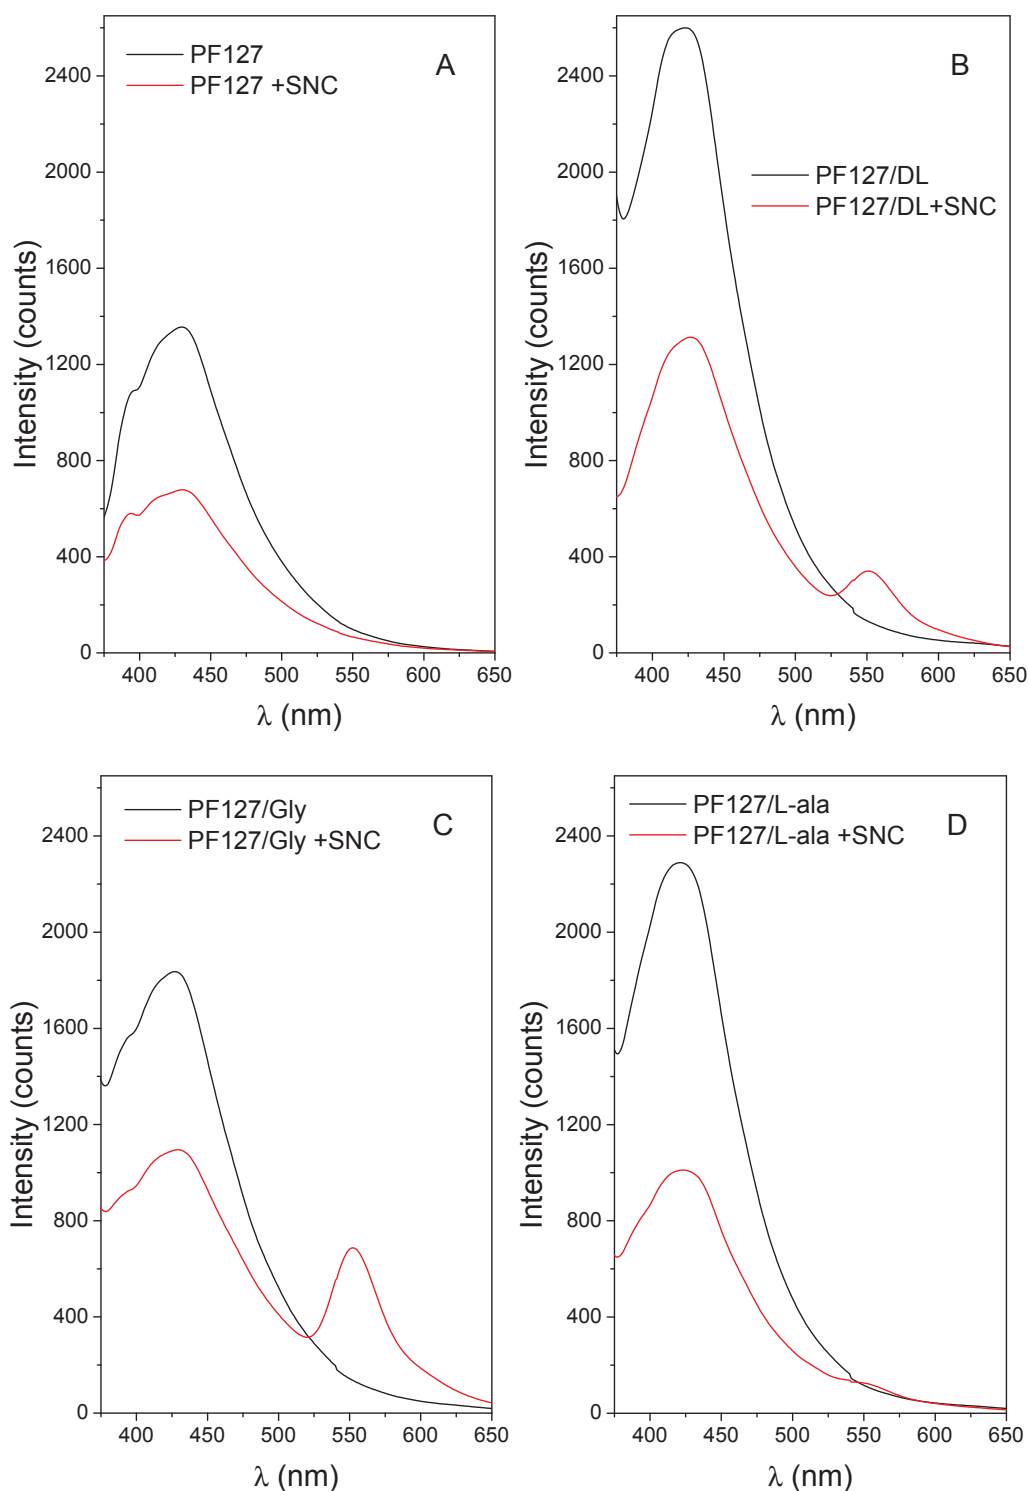 PF127
PF127 +SNC
A
2400
2000
1600
1200
800
400
0
Intensity (counts)
400 450 500 550 600 650
λ (nm)
B
PF127/DL
PF127/DL+SNC
2400
2000
1600
1200
800
400
0
Intensity (counts)
400 450 500 550 600 650
λ (nm)
PF127/Gly
PF127/Gly +SNC
C
2400
2000
1600
1200
800
400
0
Intensity (counts)
400 450 500 550 600 650
λ (nm)
PF127/L-ala
PF127/L-ala +SNC
D
2400
2000
1600
1200
800
400
0
Intensity (counts)
400 450 500 550 600 650
λ (nm)